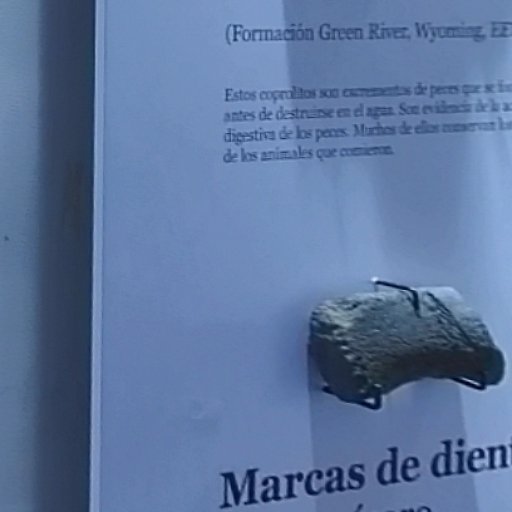 (Formación Green River, Wyoming, EE
Estos coprolitos son excrementos de peces que se
antes de destruirse en el agua. Son evidencia de la
digestiva de los peces. Muchos de ellos conservan
de los animales que comieron.
Marcas de dien